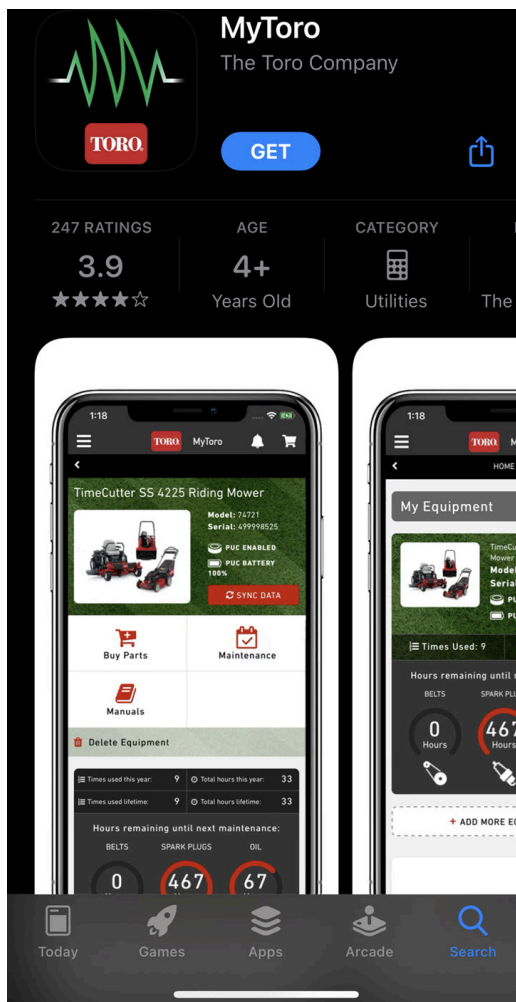 MyToro
The Toro Company
TORO.
GET
247 RATINGS
3.9
AGE
4+
Years Old
CATEGORY
Utilities
The
1:18
TORO. MyToro
TimeCutter SS 4225 Riding Mower
Model: 74721
Serial: 499998525
PUC ENABLED
PUC BATTERY
100%
SYNC DATA
Buy Parts
Maintenance
Manuals
Delete Equipment
Times used this year: 9
Total hours this year: 33
Times used lifetime: 9
Total hours lifetime: 33
Hours remaining until next maintenance:
BELTS SPARK PLUGS OIL
0 467 67
1:18
TORO. M
HOME
My Equipment
Mower
Times Used: 9
Hours remaining until
BELTS
0
Hours
467
Hours
+ ADD MORE
Today Games Apps Arcade Search